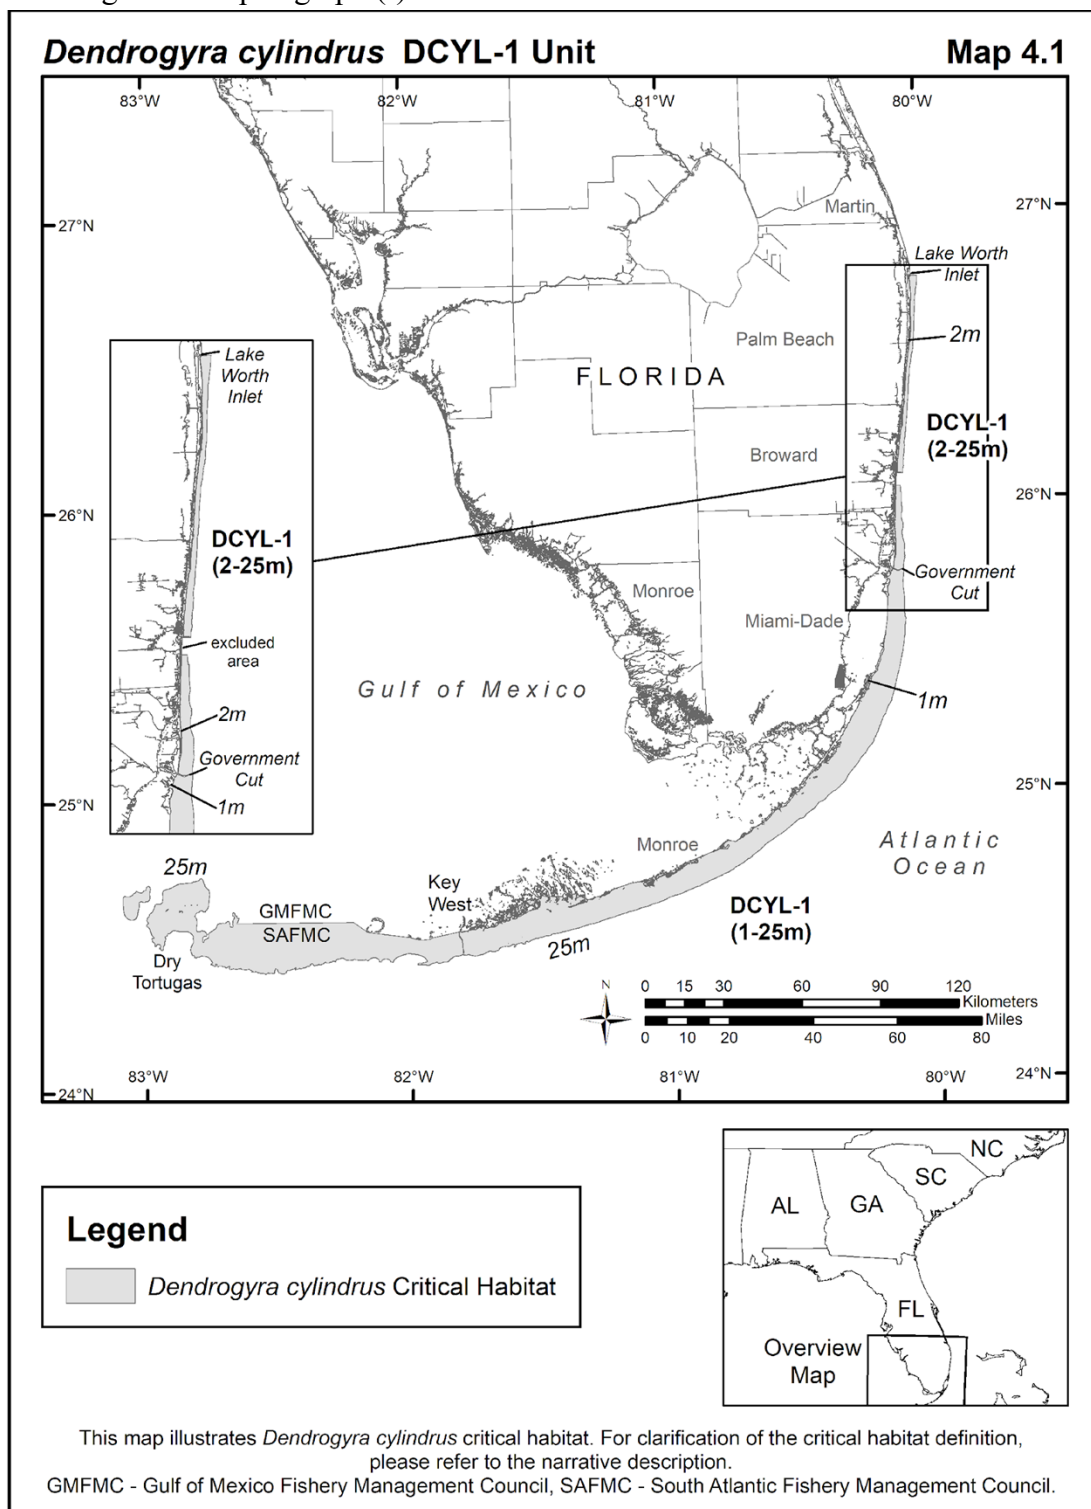 Dendrogyra cylindrus DCYL-1 Unit
Map 4.1
83°W
82°W
81°W
80°W
27°N
27°N
Martin
Lake Worth
Inlet
2m
Palm Beach
FLORIDA
DCYL-1
(2-25m)
Broward
26°N
26°N
Lake
Worth
Inlet
DCYL-1
(2-25m)
excluded
area
2m
Government
Cut
1m
Government
Cut
Monroe
Miami-Dade
Gulf of Mexico
1m
25°N
25°N
Atlantic
Ocean
Monroe
25m
Key
West
GMFMC
SAFMC
DCYL-1
(1-25m)
25m
Dry
Tortugas
N
0 15 30 60 90 120
Kilometers
Miles
0 10 20 40 60 80
83°W
82°W
81°W
80°W
24°N
24°N
Legend
Dendrogyra cylindrus Critical Habitat
NC
SC
AL
GA
FL
Overview
Map
This map illustrates Dendrogyra cylindrus critical habitat. For clarification of the critical habitat definition,
please refer to the narrative description.
GMFMC - Gulf of Mexico Fishery Management Council, SAFMC - South Atlantic Fishery Management Council.